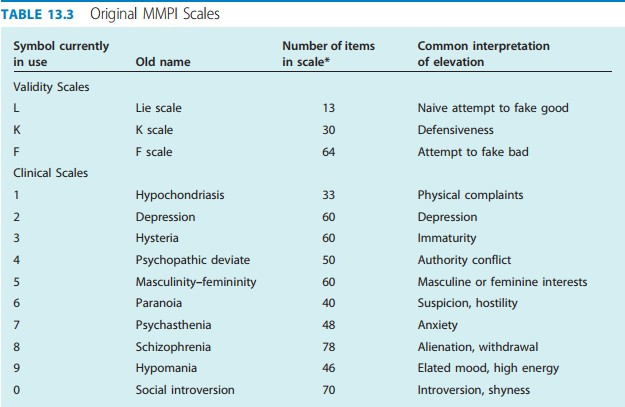 TABLE 13.3 Original MMPI Scales
Symbol currently in use Old name Number of items in scale* Common interpretation of elevation
Validity Scales
L Lie scale 13 Naive attempt to fake good
K K scale 30 Defensiveness
F F scale 64 Attempt to fake bad
Clinical Scales
1 Hypochondriasis 33 Physical complaints
2 Depression 60 Depression
3 Hysteria 60 Immaturity
4 Psychopathic deviate 50 Authority conflict
5 Masculinity–femininity 60 Masculine or feminine interests
6 Paranoia 40 Suspicion, hostility
7 Psychasthenia 48 Anxiety
8 Schizophrenia 78 Alienation, withdrawal
9 Hypomania 46 Elated mood, high energy
0 Social introversion 70 Introversion, shyness